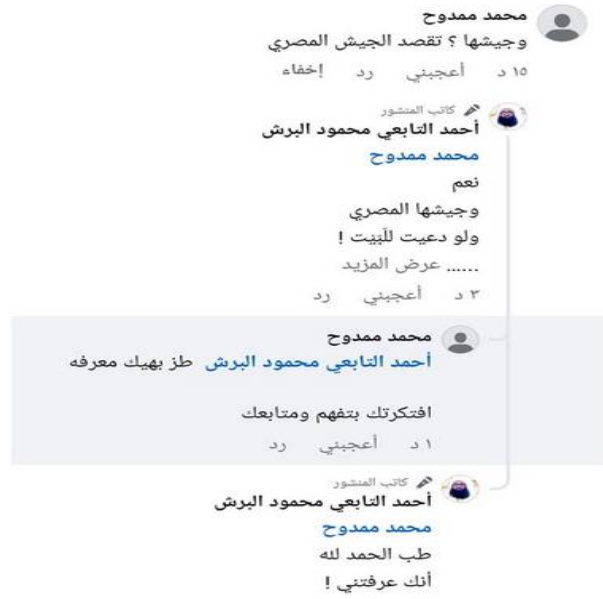 محمد ممدوح
وجيشها ؟ تقصد الجيش المصري
١٥ د أعجبني رد إخفاء
كاتب المنشور
أحمد التابعي محمود البرش
محمد ممدوح
نعم
وجيشها المصري
ولو دعيت للَبَيْت !
...... عرض المزيد
٣ د أعجبني رد
محمد ممدوح
أحمد التابعي محمود البرش طز بهيك معرفه
افتكرتك بتفهم ومتابعك
١ د أعجبني رد
كاتب المنشور
أحمد التابعي محمود البرش
محمد ممدوح
طب الحمد لله
أنك عرفتني !